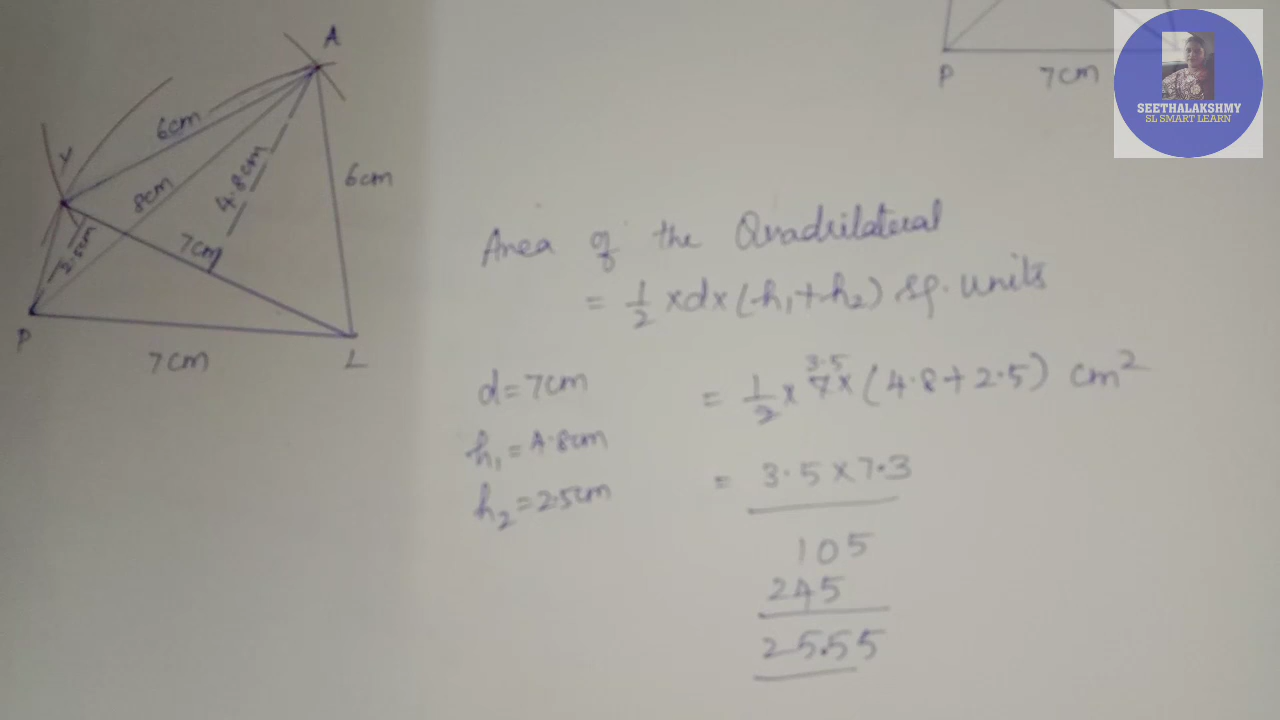 A
6cm
Y
8cm
4.8cm
6cm
2.5cm
7cm
P
7cm
L
P
7cm
SEETHALAKSHMY
SL SMART LEARN
Area of the Quadrilateral
= 1/2 × d × (h₁ + h₂) sq. units
d = 7cm
h₁ = 4.8cm
h₂ = 2.5cm
3.5
= 1/2 × 7 × (4.8 + 2.5) cm²
= 3.5 × 7.3
105
245
25.55